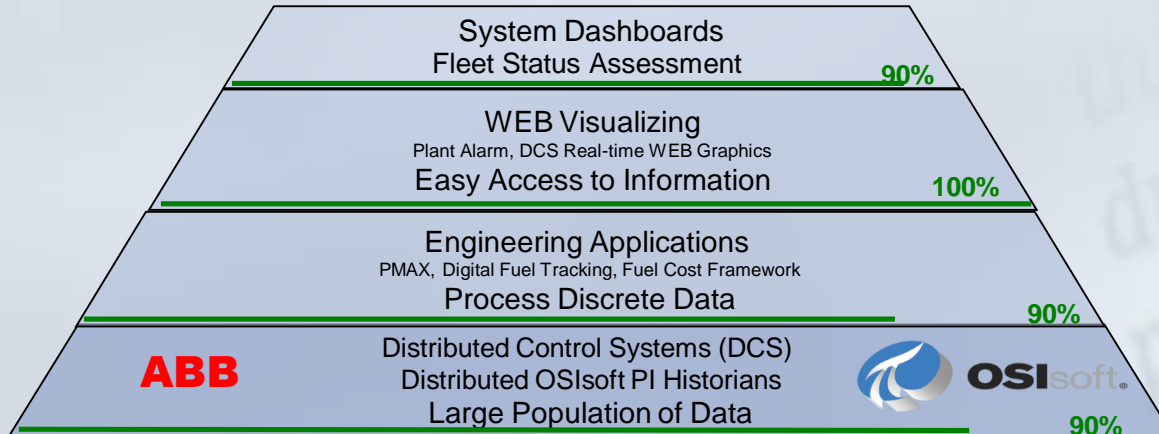 System Dashboards
Fleet Status Assessment
90%
WEB Visualizing
Plant Alarm, DCS Real-time WEB Graphics
Easy Access to Information
100%
Engineering Applications
PMAX, Digital Fuel Tracking, Fuel Cost Framework
Process Discrete Data
90%
ABB
Distributed Control Systems (DCS)
Distributed OSIsoft PI Historians
Large Population of Data
OSIsoft.
90%